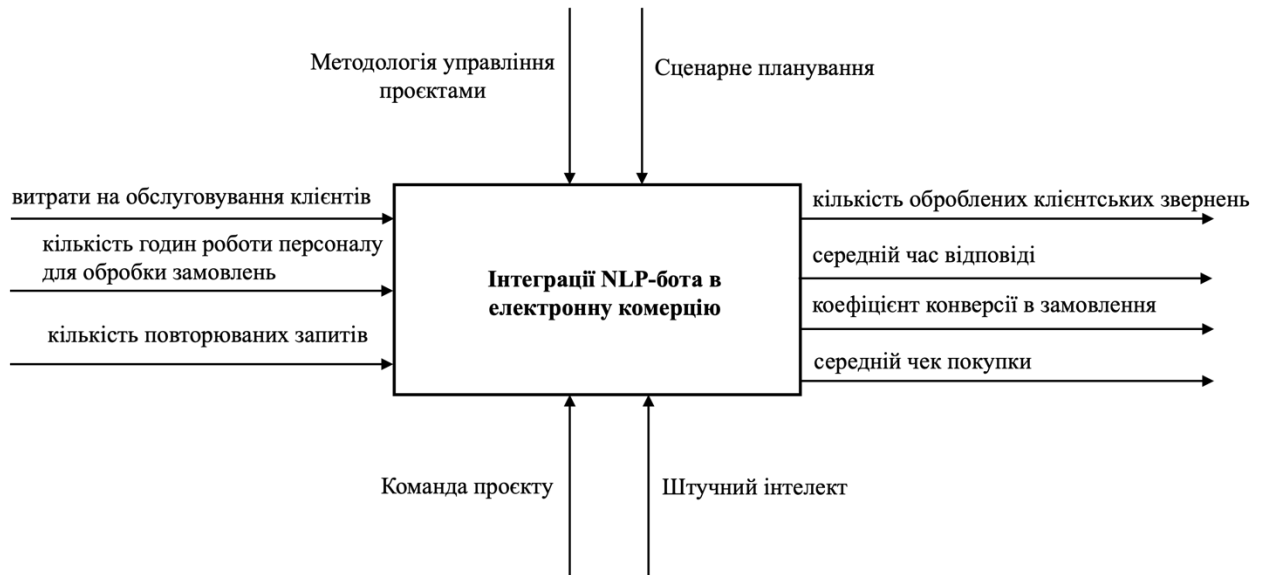 Методологія управління
проєктами
Сценарне планування
витрати на обслуговування клієнтів
кількість годин роботи персоналу
для обробки замовлень
кількість повторюваних запитів
Інтеграції NLP-бота в
електронну комерцію
кількість оброблених клієнтських звернень
середній час відповіді
коефіцієнт конверсії в замовлення
середній чек покупки
Команда проєкту
Штучний інтелект